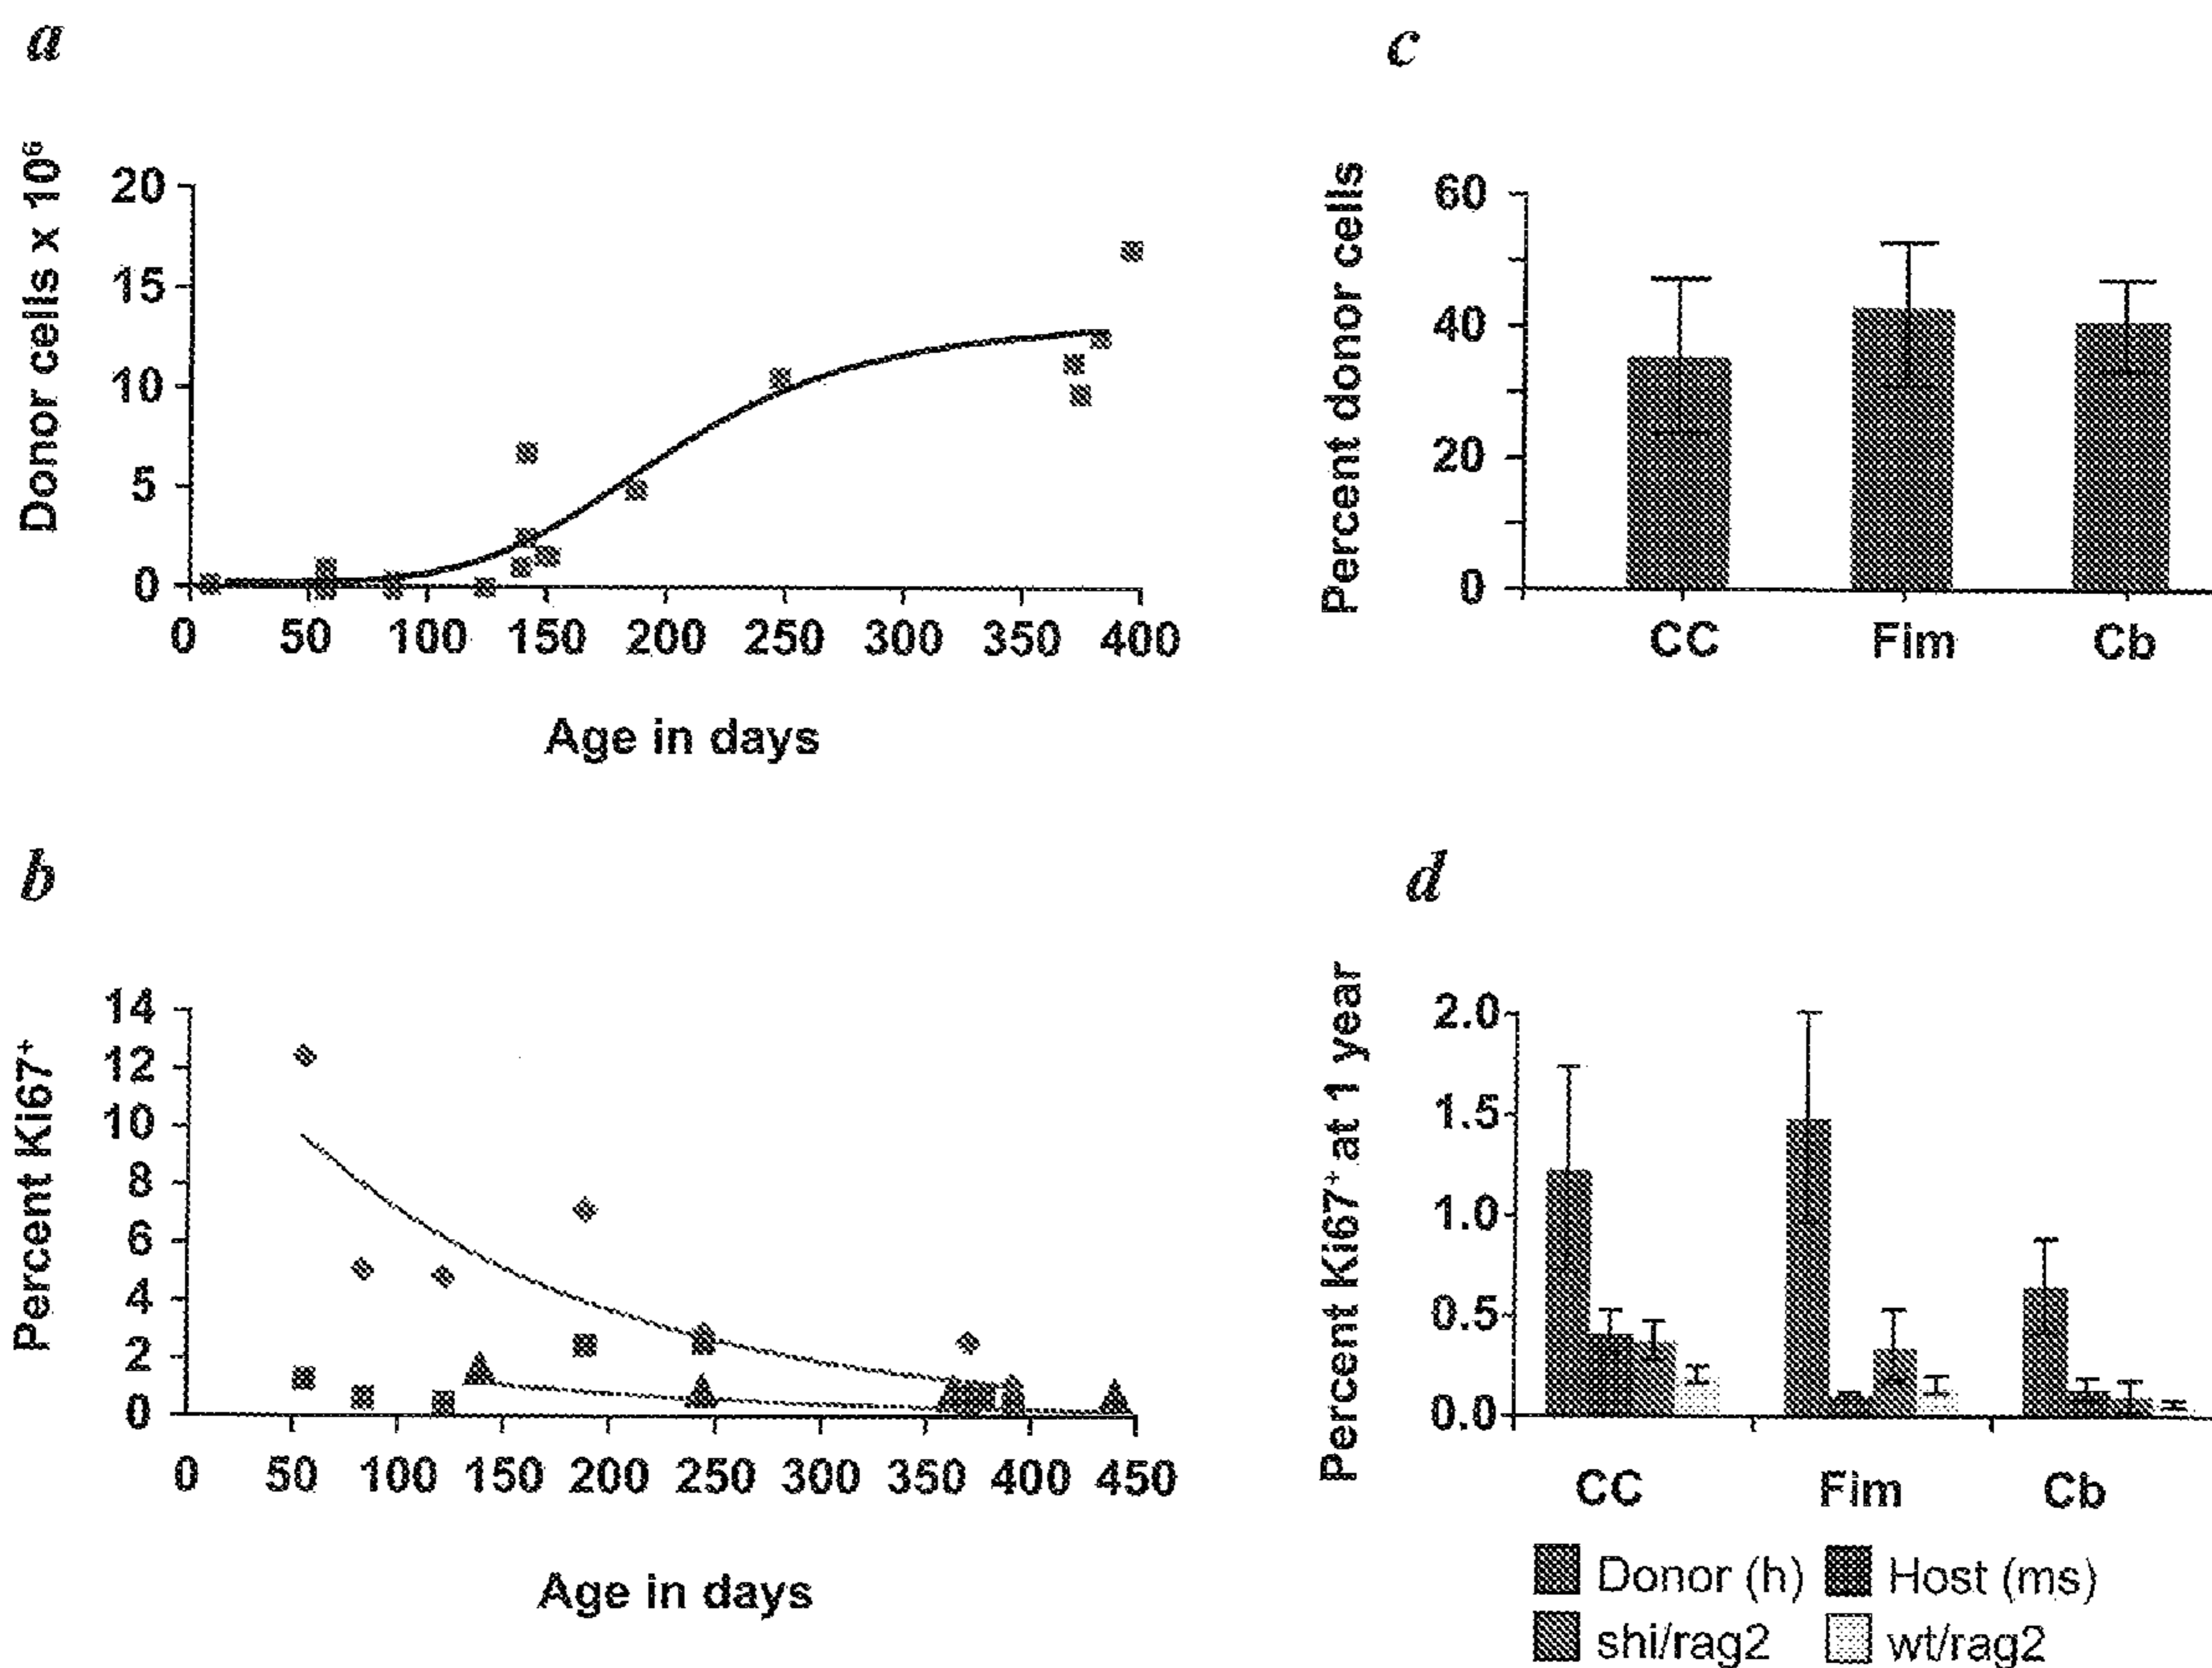 a
Donor cells x 10⁶
20
15
10
5
0
0 50 100 150 200 250 300 350 400
Age in days
c
Percent donor cells
60
40
20
0
CC Fim Cb
b
Percent Ki67⁺
14
12
10
8
6
4
2
0
0 50 100 150 200 250 300 350 400 450
Age in days
d
Percent Ki67⁺ at 1 year
2.0
1.5
1.0
0.5
0.0
CC Fim Cb
Donor (h) Host (ms)
shi/rag2 wt/rag2